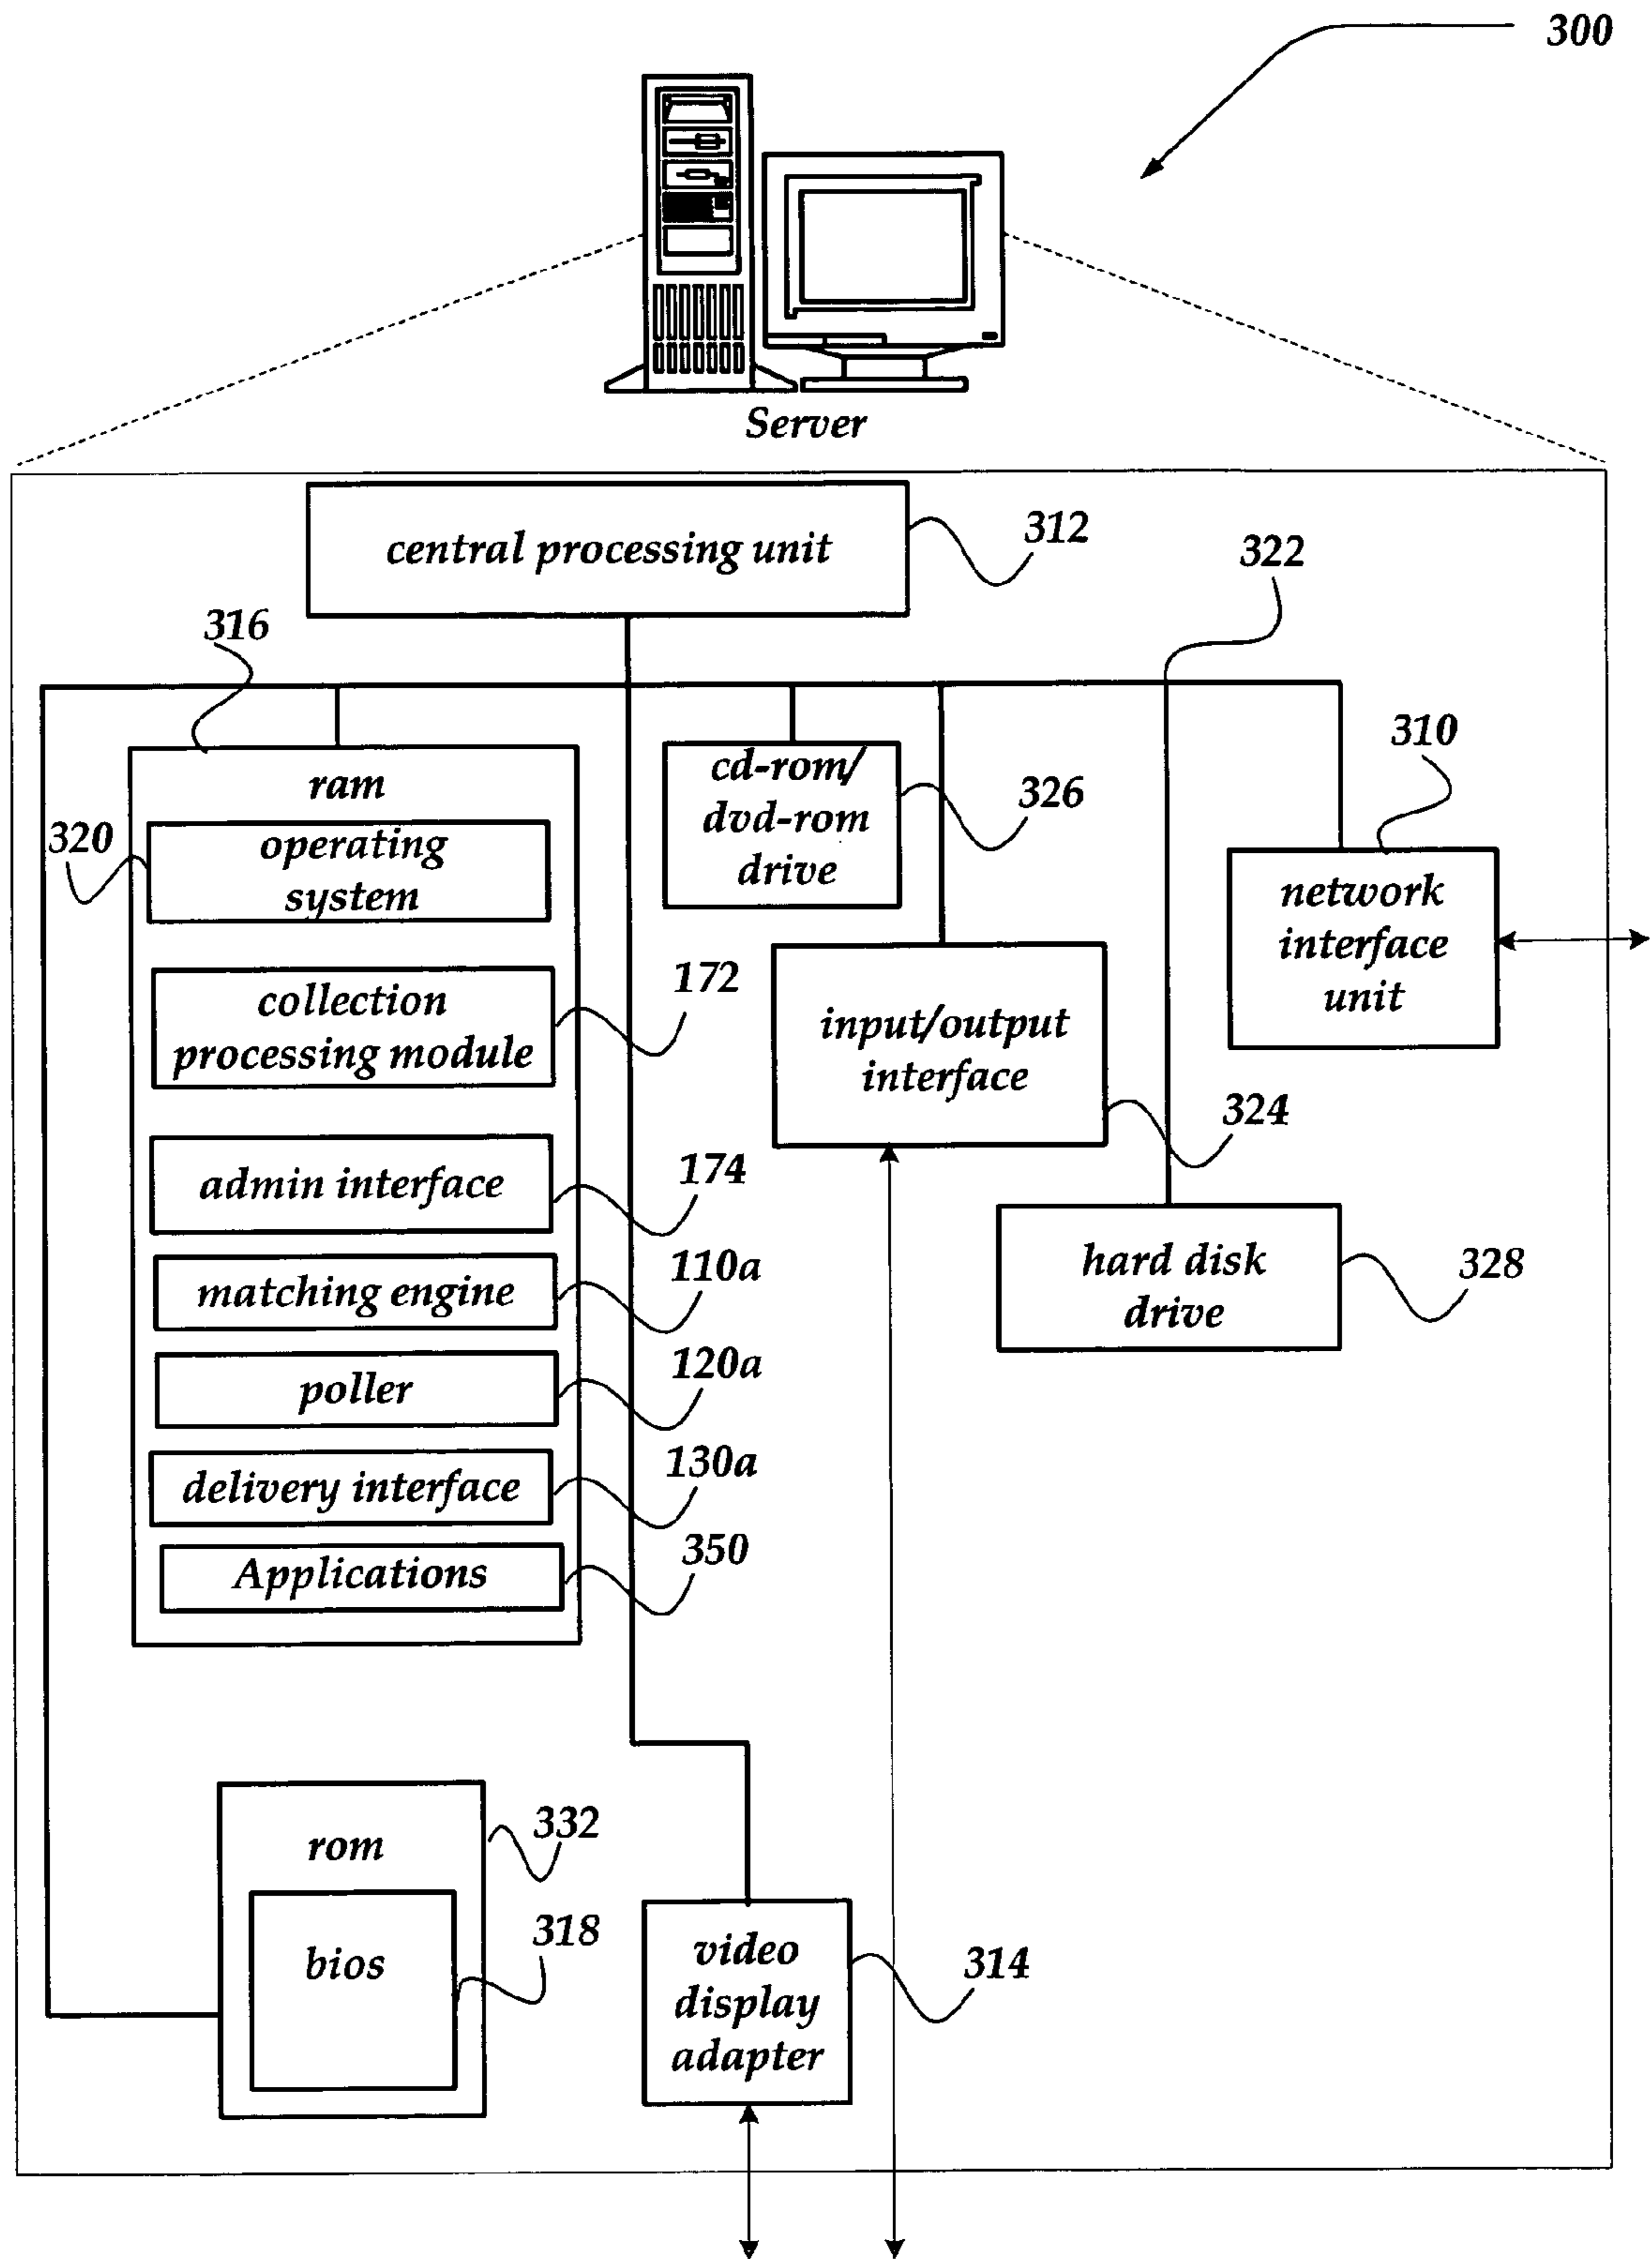 300
Server
central processing unit
312
322
316
310
ram
cd-rom/
dvd-rom
drive
326
320
operating
system
network
interface
unit
collection
processing module
172
input/output
interface
324
admin interface
174
hard disk
drive
328
matching engine
110a
poller
120a
delivery interface
130a
Applications
350
rom
332
bios
318
video
display
adapter
314